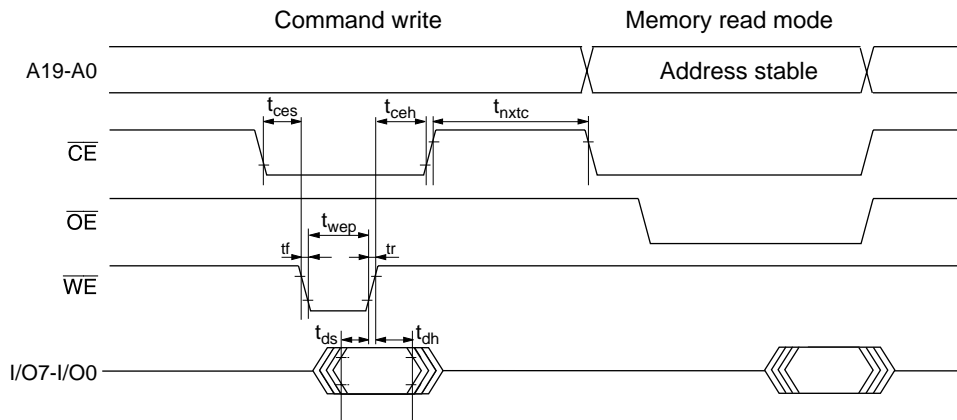 Command write Memory read mode
A19-A0 Address stable
tces tceh tnxtc
CE
OE
twep
tf tr
WE
tds tdh
I/O7-I/O0